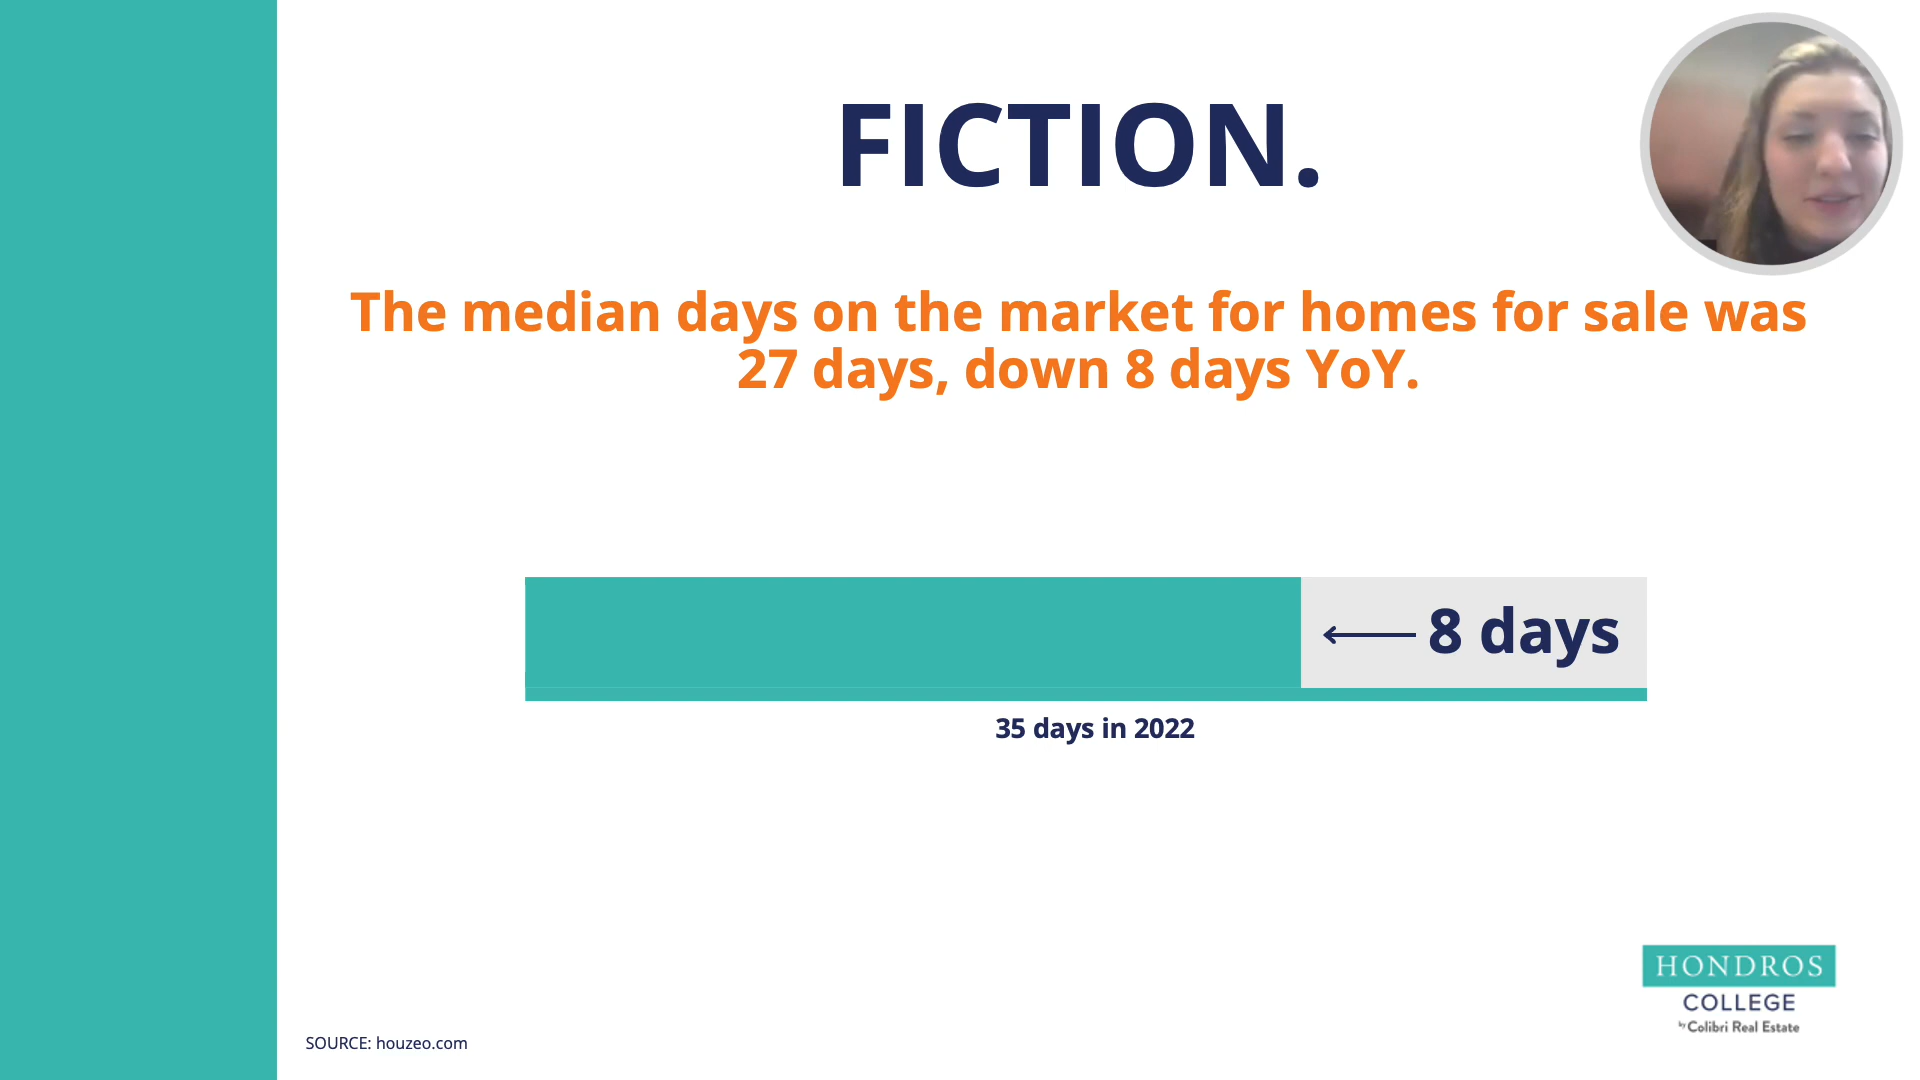 FICTION.
The median days on the market for homes for sale was
27 days, down 8 days YoY.
8 days
35 days in 2022
HONDROS
COLLEGE
by Colibri Real Estate
SOURCE: houzeo.com